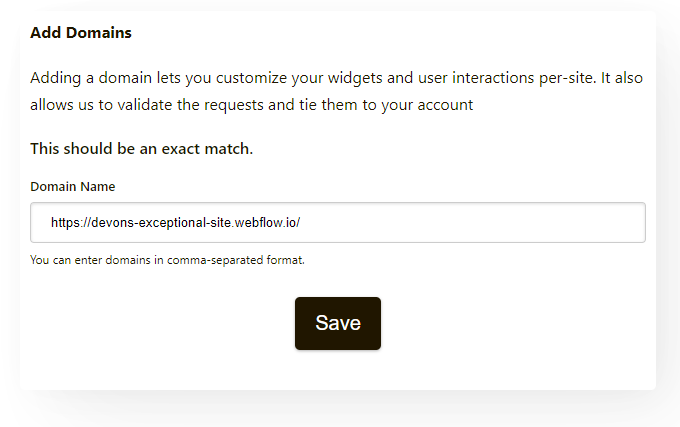 Add Domains
Adding a domain lets you customize your widgets and user interactions per-site. It also
allows us to validate the requests and tie them to your account
This should be an exact match.
Domain Name
https://devons-exceptional-site.webflow.io/
You can enter domains in comma-separated format.
Save